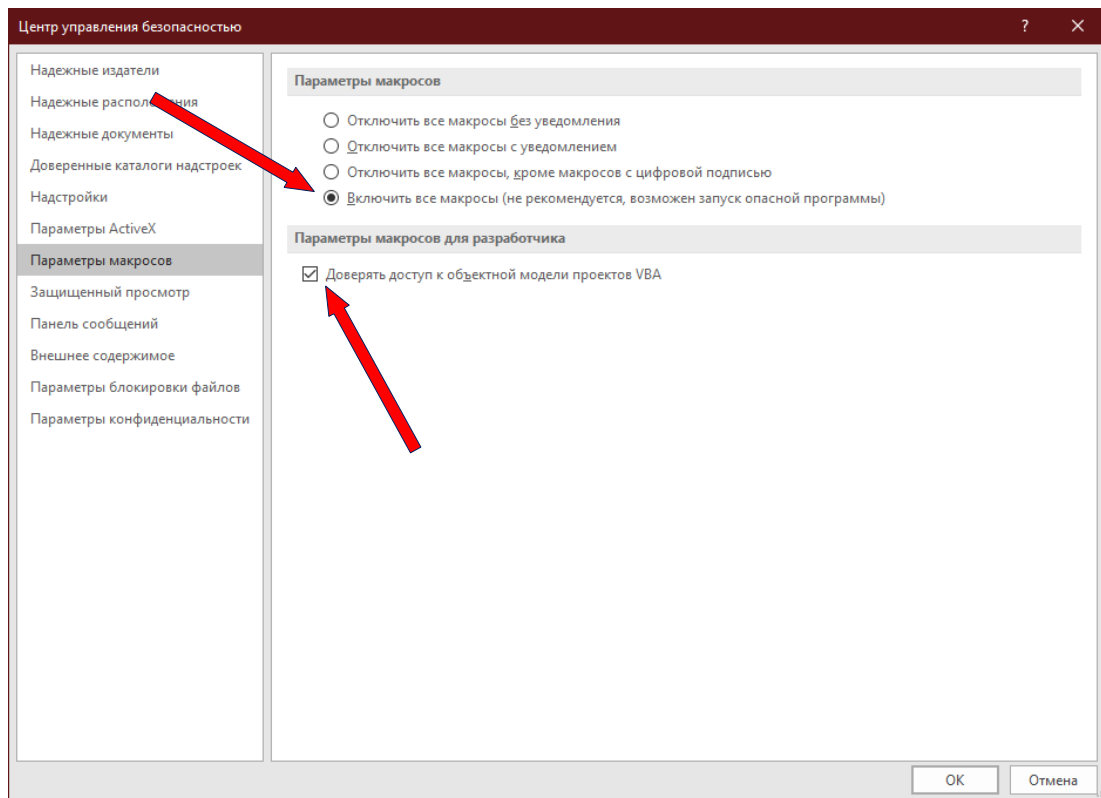 Центр управления безопасностью
?
Надежные издатели
Надежные расположения
Надежные документы
Доверенные каталоги надстроек
Надстройки
Параметры ActiveX
Параметры макросов
Защищенный просмотр
Панель сообщений
Внешнее содержимое
Параметры блокировки файлов
Параметры конфиденциальности
Параметры макросов
Отключить все макросы без уведомления
Отключить все макросы с уведомлением
Отключить все макросы, кроме макросов с цифровой подписью
Включить все макросы (не рекомендуется, возможен запуск опасной программы)
Параметры макросов для разработчика
Доверять доступ к объектной модели проектов VBA
ОК
Отмена